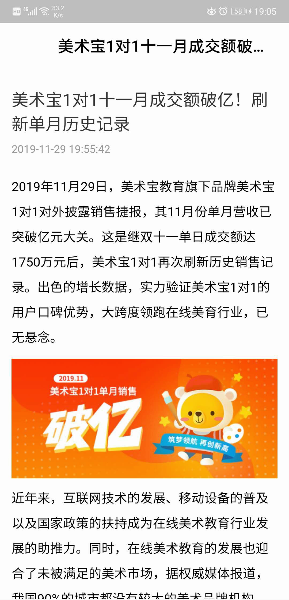 19:05
美术宝1对1十一月成交额破...
美术宝1对1十一月成交额破亿！刷
新单月历史记录
2019-11-29 19:55:42
2019年11月29日，美术宝教育旗下品牌美术宝
1对1对外披露销售捷报，其11月份单月营收已
突破亿元大关。这是继双十一单日成交额达
1750万元后，美术宝1对1再次刷新历史销售记
录。出色的增长数据，实力验证美术宝1对1的
用户口碑优势，大跨度领跑在线美育行业，已
无悬念。
2019.11
美术宝1对1单月销售
破亿
筑梦领航 再创新高
近年来，互联网技术的发展、移动设备的普及
以及国家政策的扶持成为在线美术教育行业发
展的助推力。同时，在线美术教育的发展也迎
合了未被满足的美术市场，据权威媒体报道，
我国90%的城市都没有较大的美术品牌机构